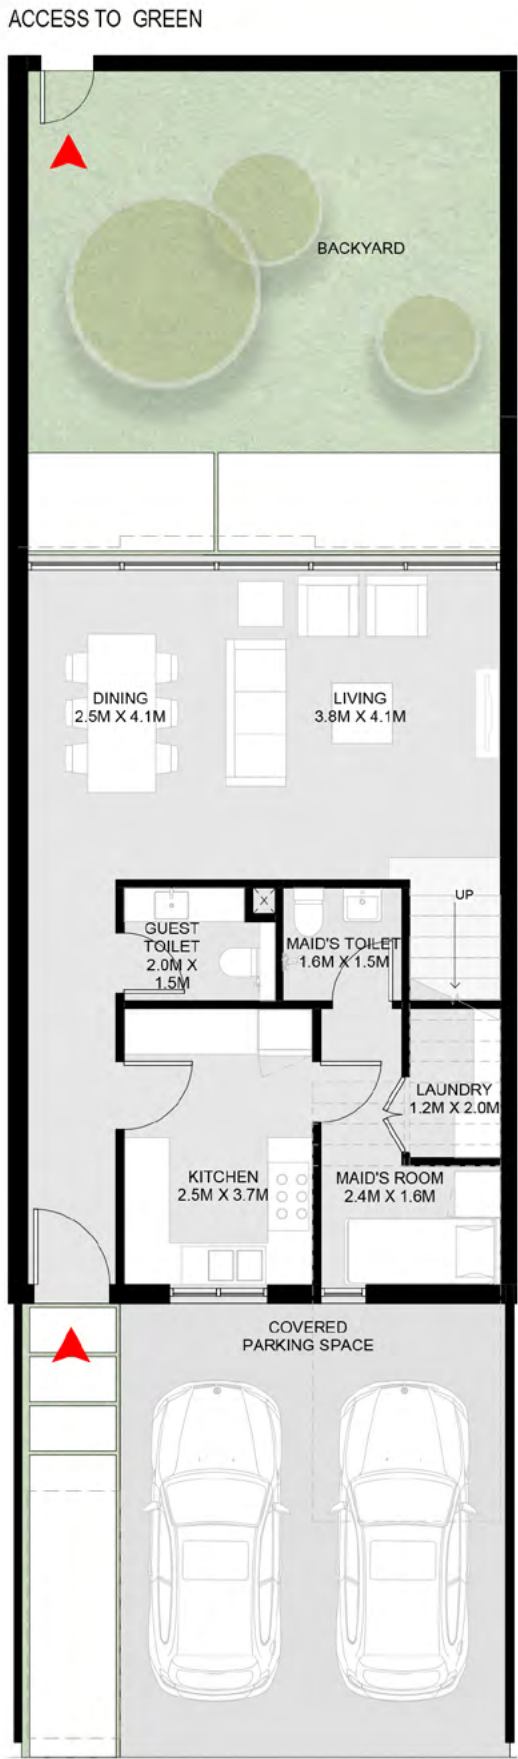 ACCESS TO GREEN
BACKYARD
DINING
2.5M X 4.1M
LIVING
3.8M X 4.1M
UP
X
GUEST
TOILET
2.0M X
1.5M
MAID'S TOILET
1.6M X 1.5M
LAUNDRY
1.2M X 2.0M
KITCHEN
2.5M X 3.7M
MAID'S ROOM
2.4M X 1.6M
COVERED
PARKING SPACE